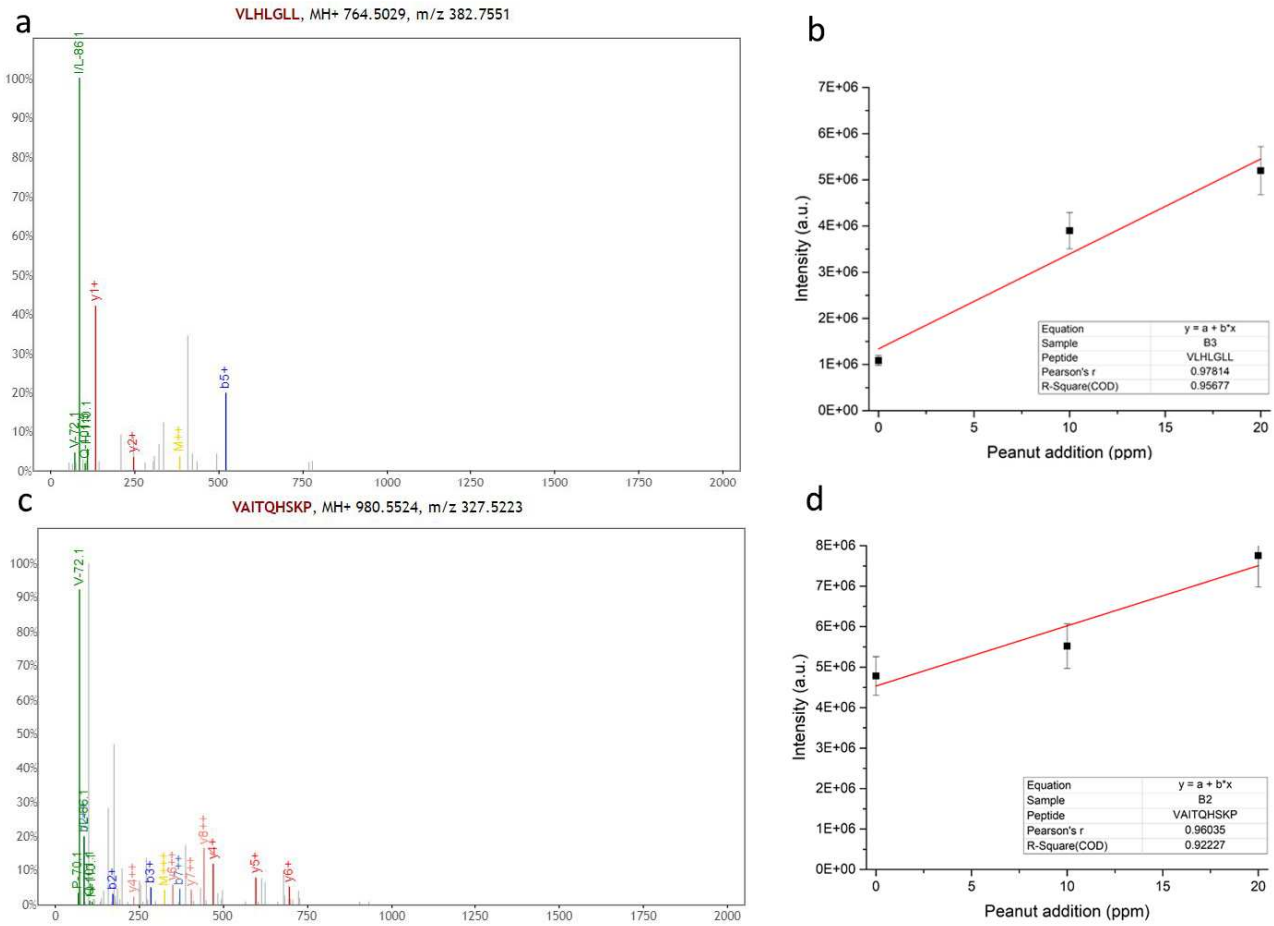 a
VLHLGLL, MH+ 764.5029, m/z 382.7551
100%
90%
80%
70%
60%
50%
40%
30%
20%
10%
0%
I/L-86.1
y1+
V-72.1
y2+
M++
b5+
0
250
500
750
1000
1250
1500
1750
2000
b
7E+06
6E+06
5E+06
4E+06
3E+06
2E+06
1E+06
0E+00
Intensity (a.u.)
Equation y = a + b*x
Sample B3
Peptide VLHLGLL
Pearson's r 0.97814
R-Square(COD) 0.95677
0
5
10
15
20
Peanut addition (ppm)
c
VAITQHSKP, MH+ 980.5524, m/z 327.5223
100%
90%
80%
70%
60%
50%
40%
30%
20%
10%
0%
V-72.1
P-70.1
b2+
y4++
b3+
M+++
y6++
b7++
y7++
y8++
y4+
y5+
y6+
0
250
500
750
1000
1250
1500
1750
2000
d
8E+06
7E+06
6E+06
5E+06
4E+06
3E+06
2E+06
1E+06
0E+00
Intensity (a.u.)
Equation y = a + b*x
Sample B2
Peptide VAITQHSKP
Pearson's r 0.96035
R-Square(COD) 0.92227
0
5
10
15
20
Peanut addition (ppm)